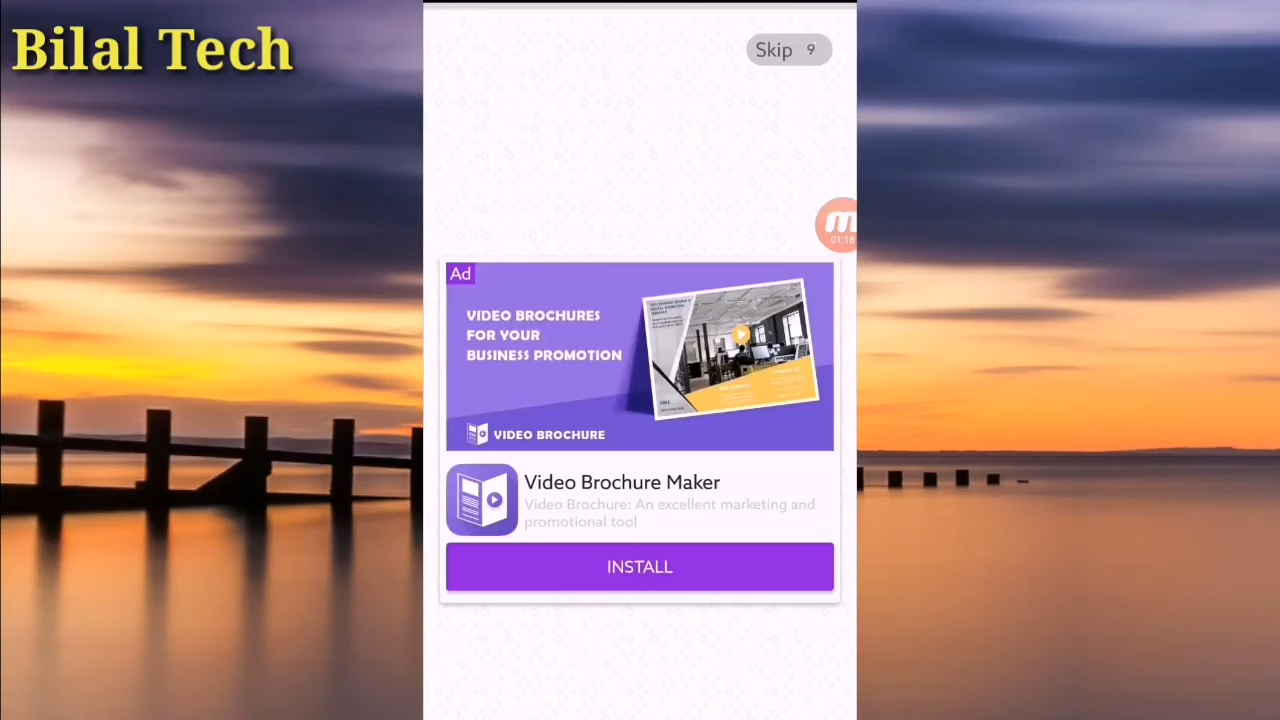 Bilal Tech
Skip 9
01:18
Ad
VIDEO BROCHURES
FOR YOUR
BUSINESS PROMOTION
VIDEO BROCHURE
Video Brochure Maker
Video Brochure: An excellent marketing and
promotional tool
INSTALL